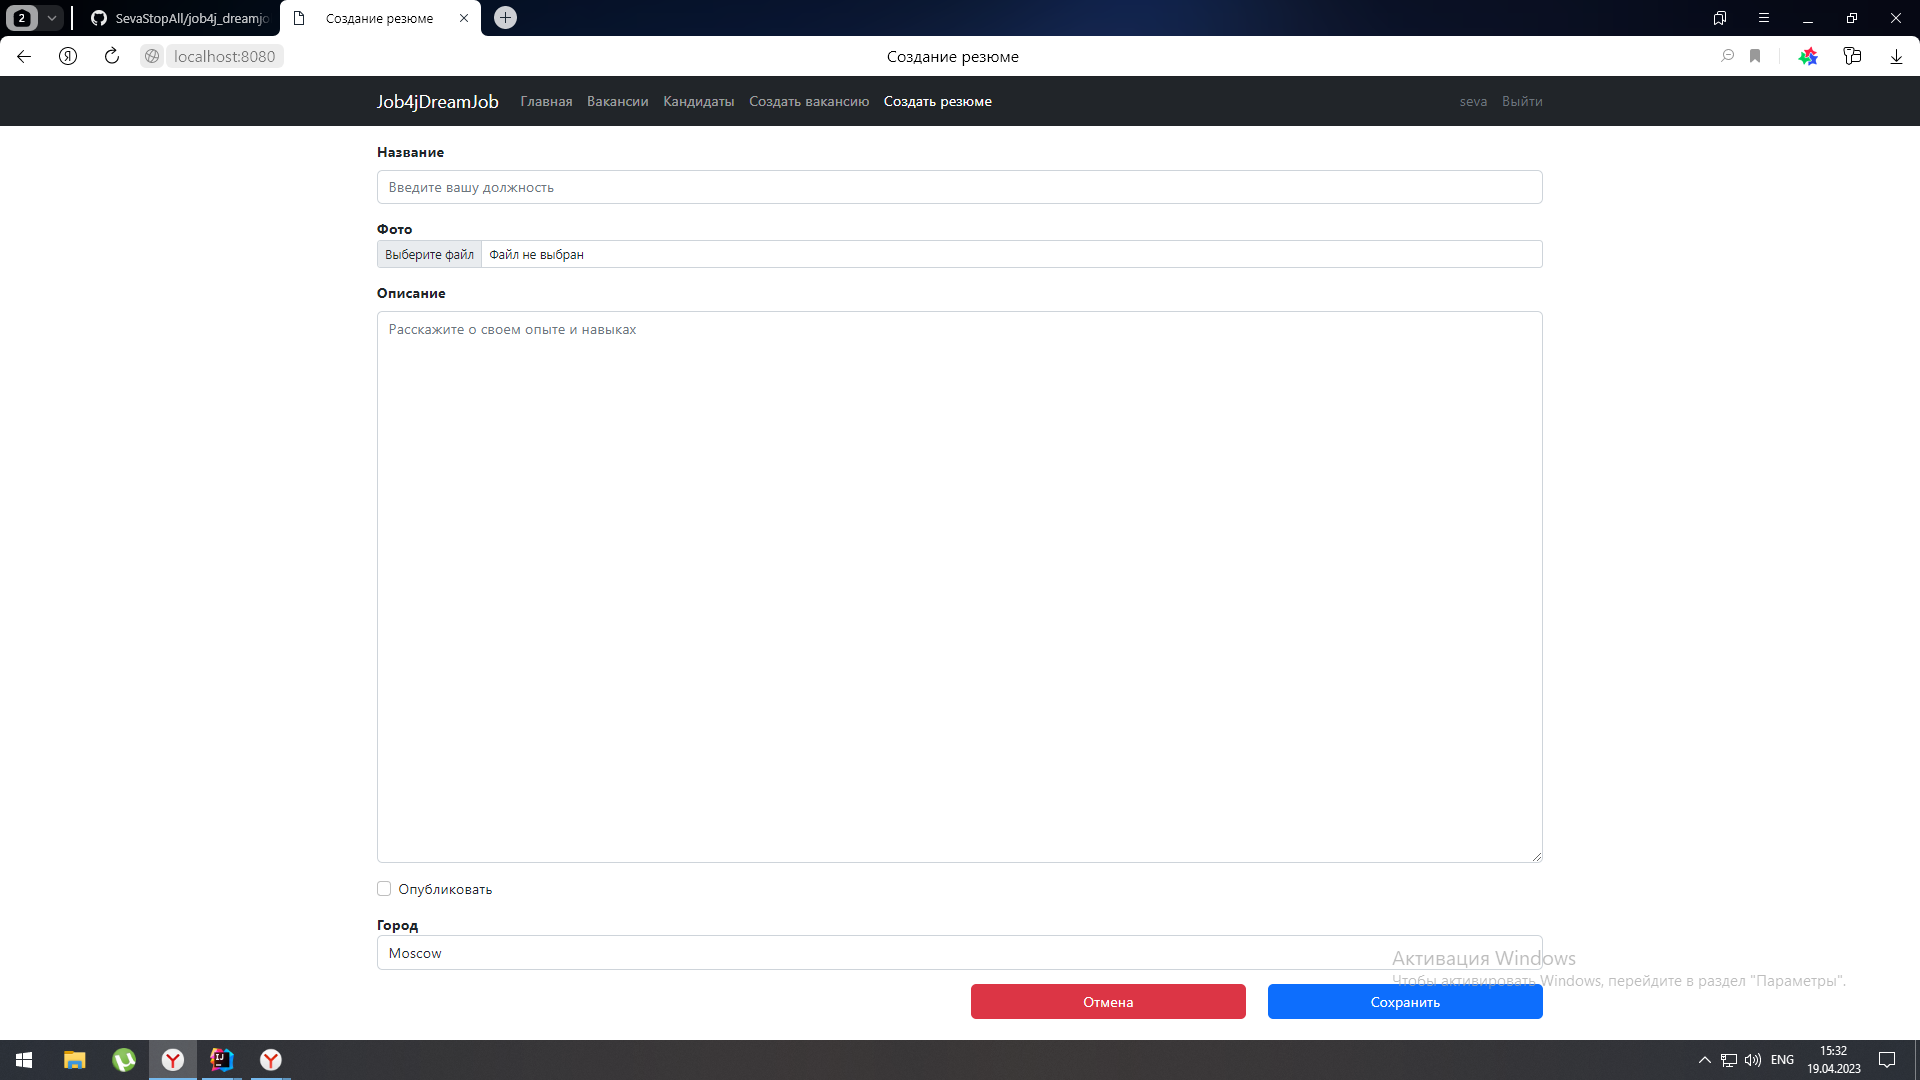 2
SevaStopAll/job4j_dreamjo
Создание резюме
Я
localhost:8080
Создание резюме
Job4jDreamJob
Главная
Вакансии
Кандидаты
Создать вакансию
Создать резюме
seva
Выйти
Название
Введите вашу должность
Фото
Выберите файл
Файл не выбран
Описание
Расскажите о своем опыте и навыках
Опубликовать
Город
Moscow
Активация Windows
Чтобы активировать Windows, перейдите в раздел "Параметры".
Отмена
Сохранить
ENG
15:32
19.04.2023